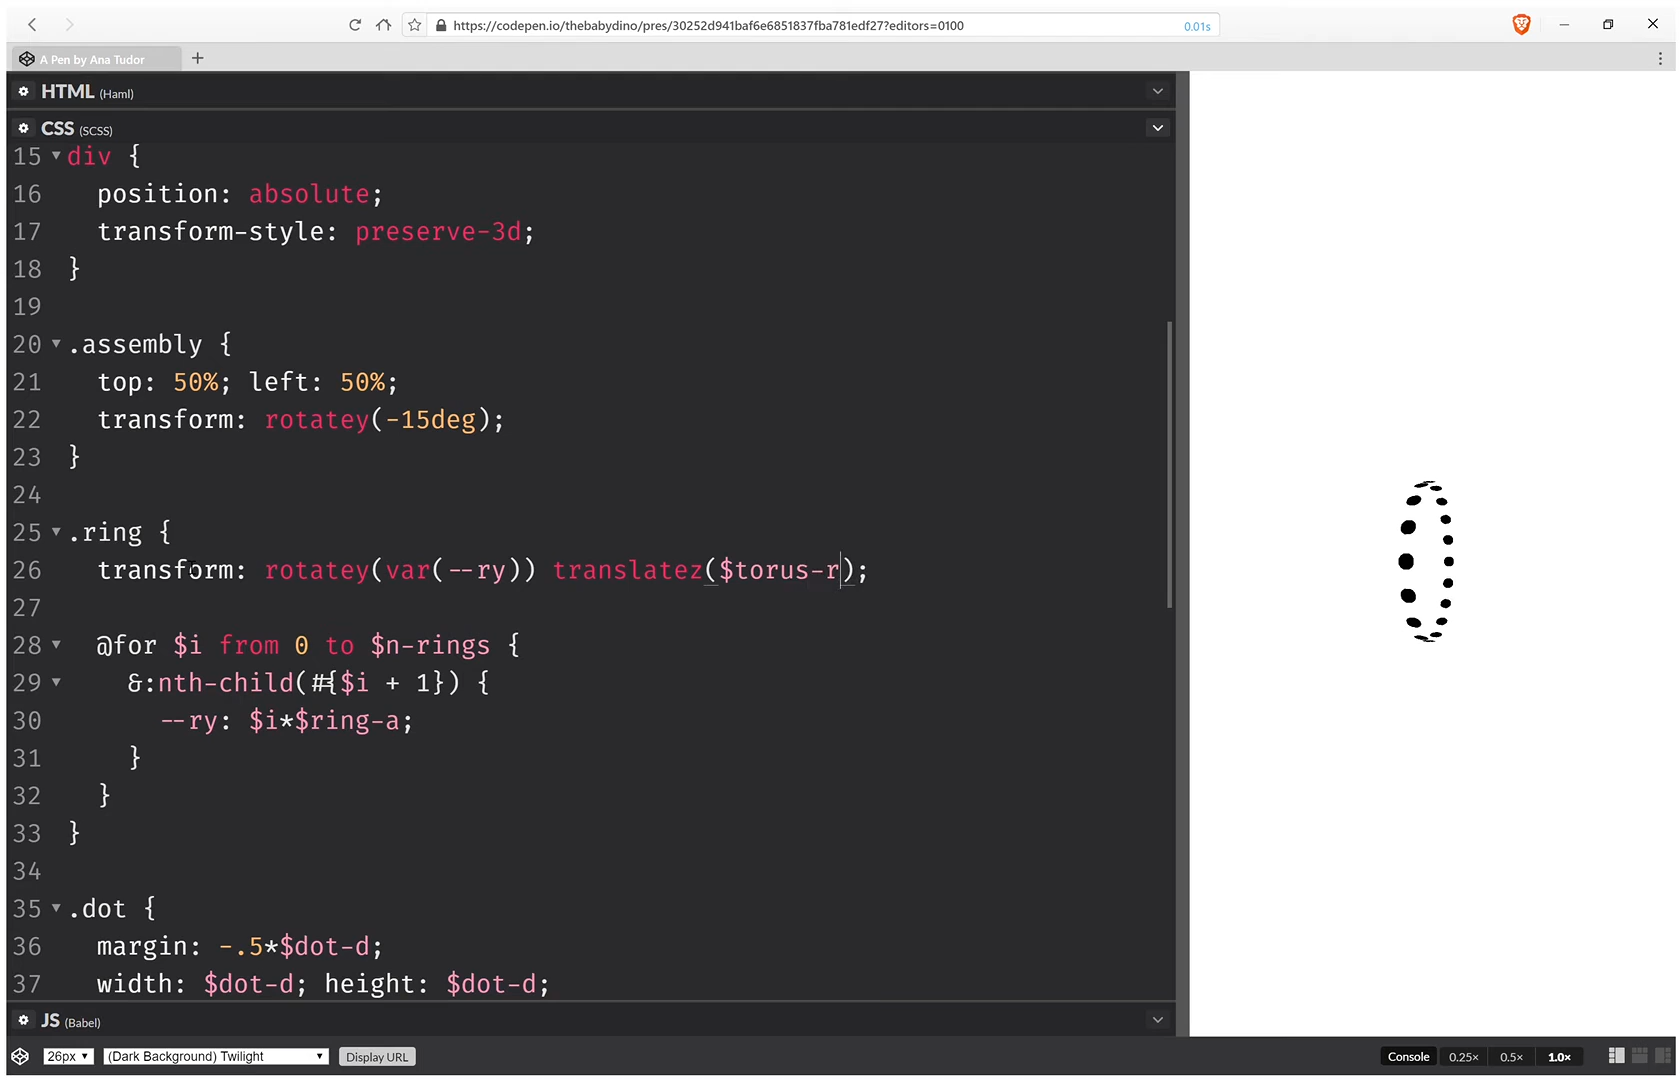 https://codepen.io/thebabydino/pres/30252d941baf6e6851837fba781edf27?editors=0100
0.01s
A Pen by Ana Tudor
HTML (Haml)
CSS (SCSS)
15 div {
16 position: absolute;
17 transform-style: preserve-3d;
18 }
19
20 .assembly {
21 top: 50%; left: 50%;
22 transform: rotatey(-15deg);
23 }
24
25 .ring {
26 transform: rotatey(var(--ry)) translatez($torus-r);
27
28 @for $i from 0 to $n-rings {
29 &:nth-child(#{$i + 1}) {
30 --ry: $i*$ring-a;
31 }
32 }
33 }
34
35 .dot {
36 margin: -.5*$dot-d;
37 width: $dot-d; height: $dot-d;
JS (Babel)
26px
(Dark Background) Twilight
Display URL
Console
0.25×
0.5×
1.0×